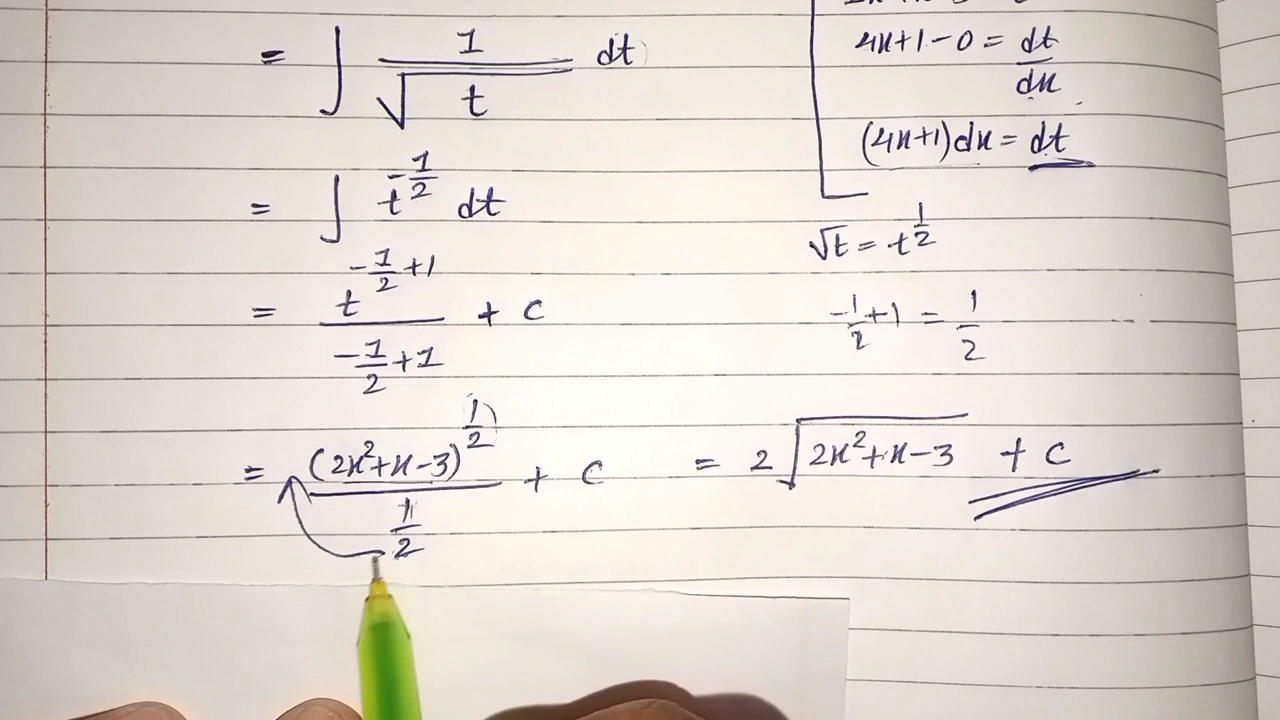 = ∫ 1/√t dt
4x+1-0 = dt/dx
(4x+1)dx = dt
= ∫ t^(-1/2) dt
√t = t^(1/2)
= t^(-1/2+1)/(-1/2+1) + c
-1/2+1 = 1/2
= (2x²+x-3)^(1/2)/(1/2) + c = 2√(2x²+x-3) + c